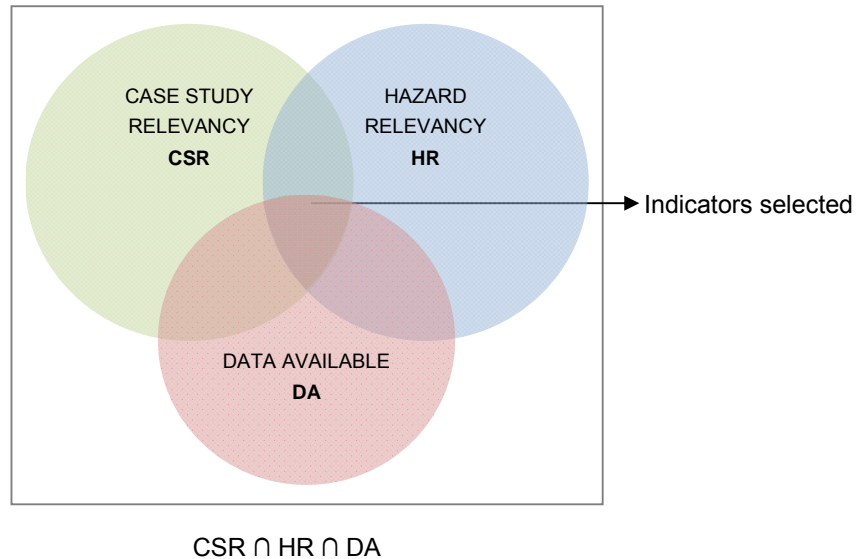 CASE STUDY
RELEVANCY
CSR
HAZARD
RELEVANCY
HR
Indicators selected
DATA AVAILABLE
DA
CSR ∩ HR ∩ DA